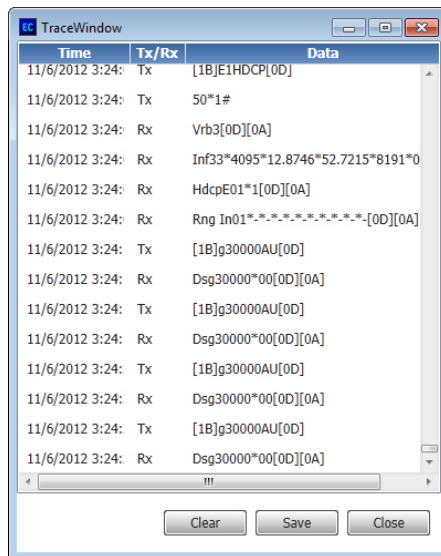 EC TraceWindow
Time Tx/Rx Data
11/6/2012 3:24: Tx [1B]E1HDCP[0D]
11/6/2012 3:24: Tx 50*1#
11/6/2012 3:24: Rx Vrb3[0D][0A]
11/6/2012 3:24: Rx Inf33*4095*12.8746*52.7215*8191*0
11/6/2012 3:24: Rx HdcpE01*1[0D][0A]
11/6/2012 3:24: Rx Rng In01*-*-*-*-*-*-*-*-*-*-[0D][0A]
11/6/2012 3:24: Tx [1B]g30000AU[0D]
11/6/2012 3:24: Rx Dsg30000*00[0D][0A]
11/6/2012 3:24: Tx [1B]g30000AU[0D]
11/6/2012 3:24: Rx Dsg30000*00[0D][0A]
11/6/2012 3:24: Tx [1B]g30000AU[0D]
11/6/2012 3:24: Rx Dsg30000*00[0D][0A]
11/6/2012 3:24: Tx [1B]g30000AU[0D]
11/6/2012 3:24: Rx Dsg30000*00[0D][0A]
Clear Save Close